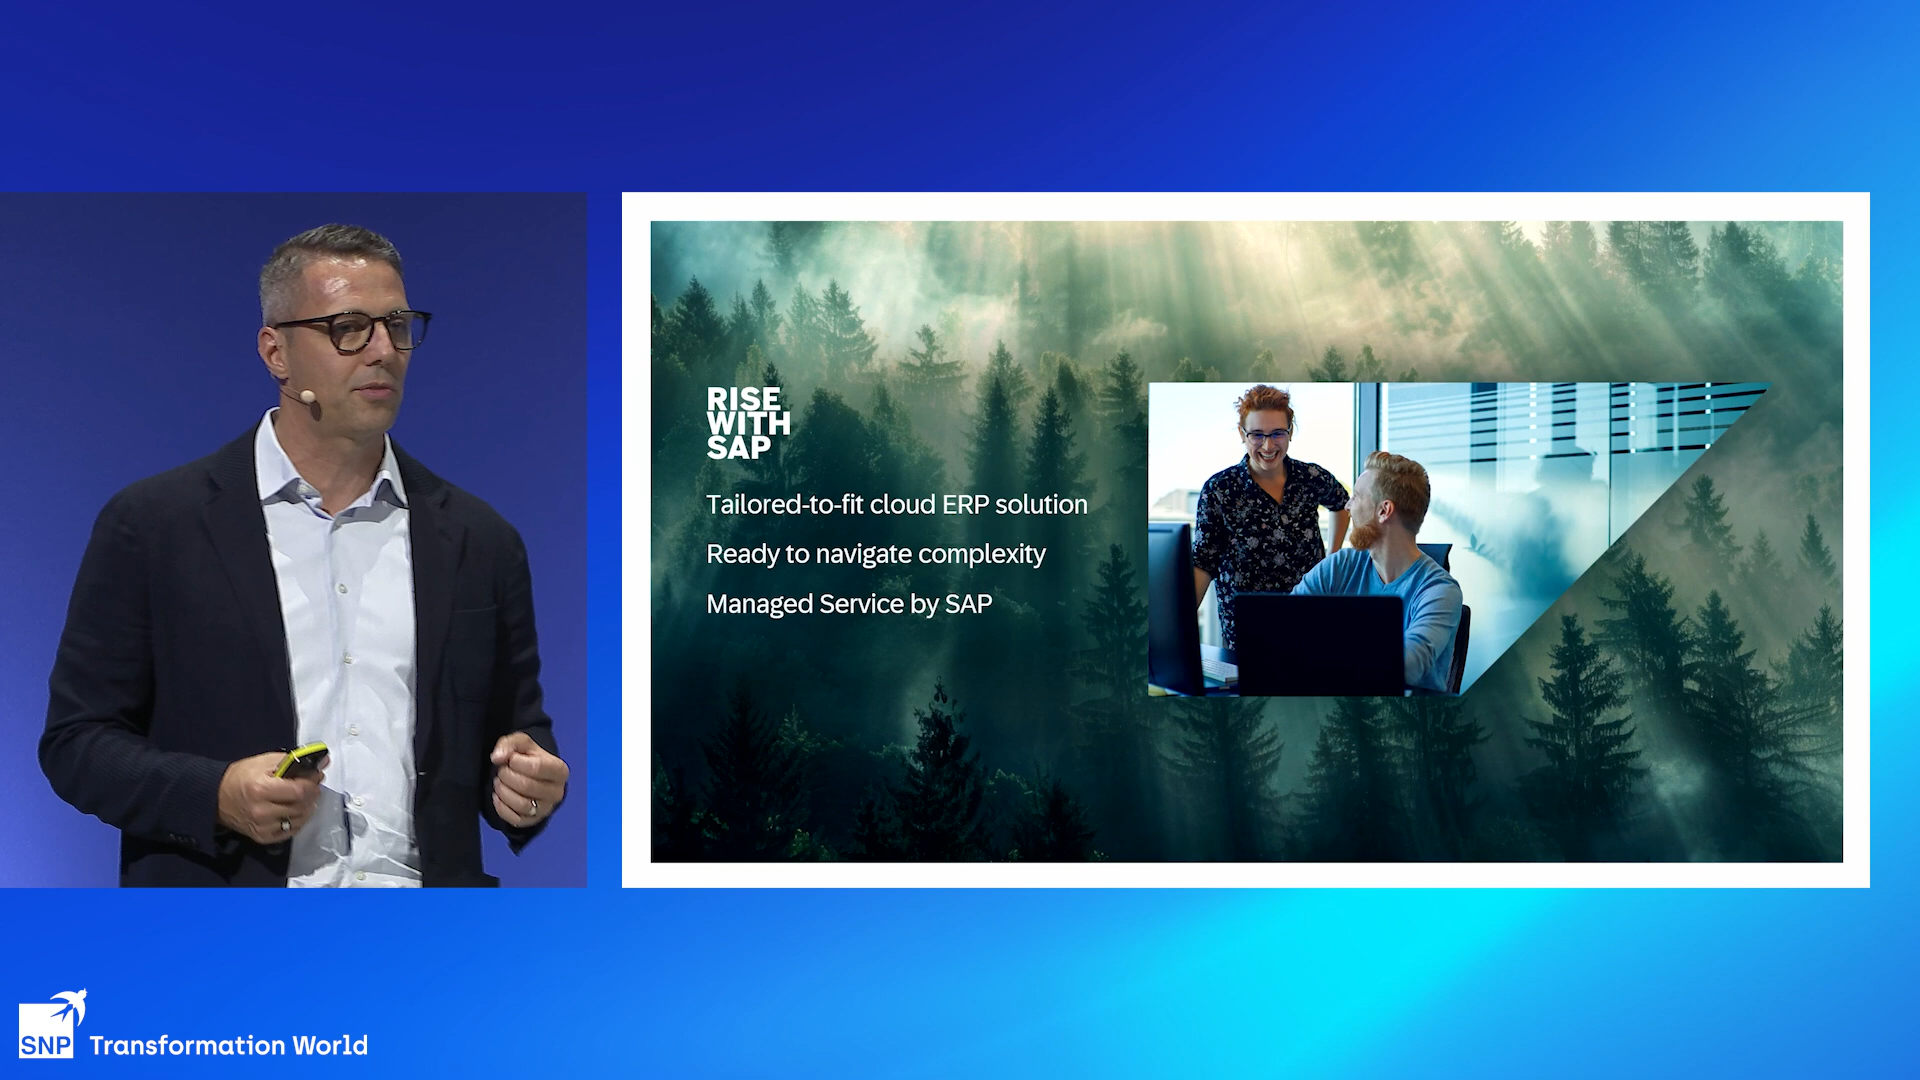 RISE
WITH
SAP
Tailored-to-fit cloud ERP solution
Ready to navigate complexity
Managed Service by SAP
SNP Transformation World